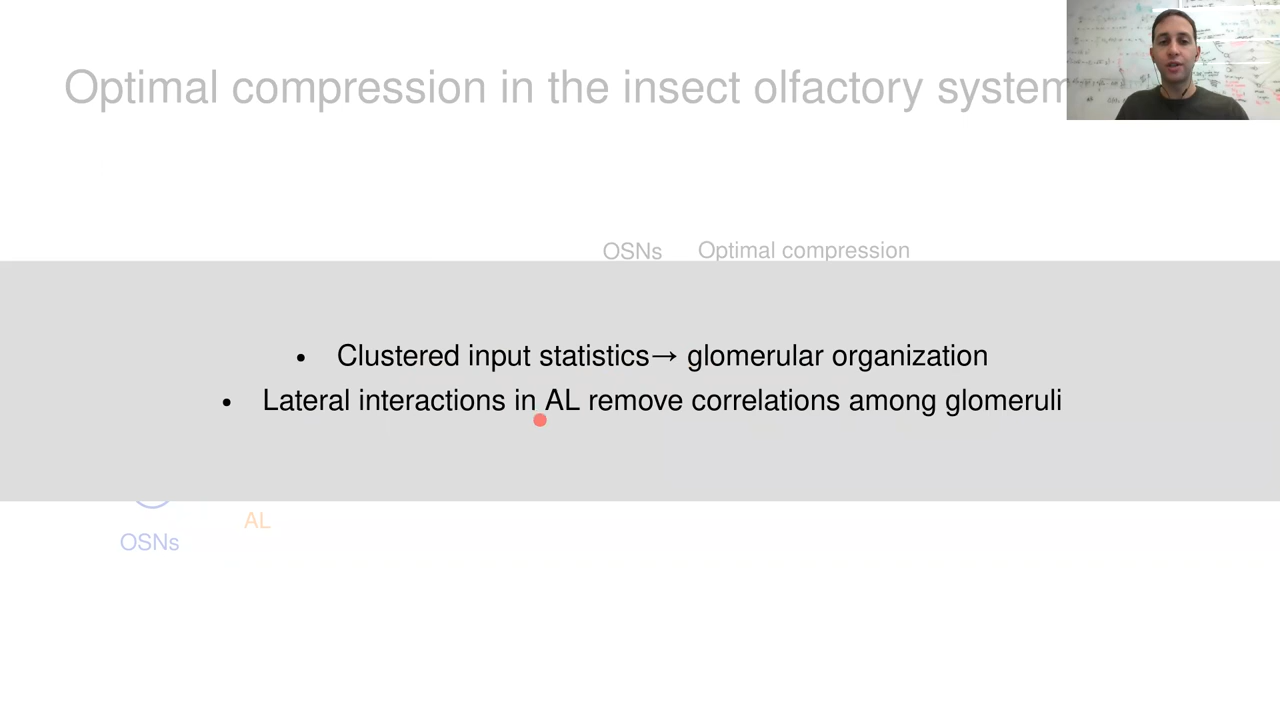 Optimal compression in the insect olfactory system
OSNs Optimal compression
• Clustered input statistics→ glomerular organization
• Lateral interactions in AL remove correlations among glomeruli
AL
OSNs